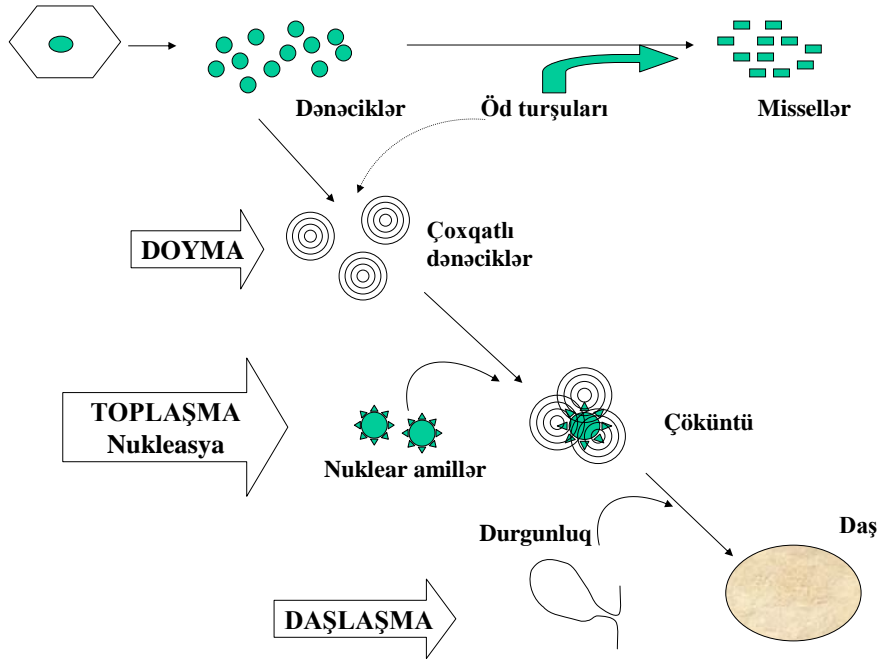 Dənəciklər
Öd turşuları
Missellər
DOYMA
Çoxqatlı
dənəciklər
TOPLAŞMA
Nukleasya
Nuklear amillər
Çöküntü
Durgunluq
Daş
DAŞLAŞMA